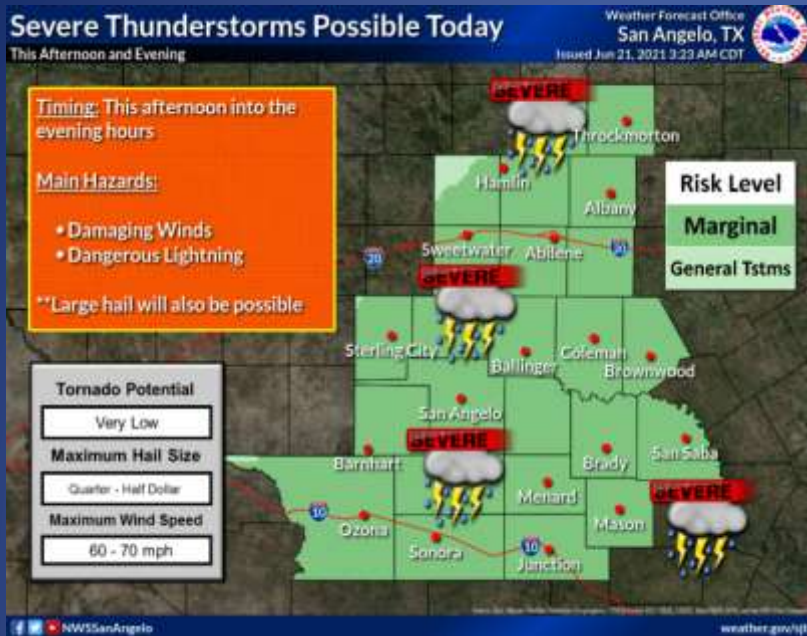 Severe Thunderstorms Possible Today
This Afternoon and Evening
Weather Forecast Office
San Angelo, TX
Issued Jun 21, 2021 3:23 AM CDT
Timing: This afternoon into the
evening hours
Main Hazards:
• Damaging Winds
• Dangerous Lightning
**Large hail will also be possible
Tornado Potential
Very Low
Maximum Hail Size
Quarter - Half Dollar
Maximum Wind Speed
60 - 70 mph
SEVERE
Throckmorton
Hamlin
Albany
Sweetwater
Abilene
20
20
SEVERE
Sterling City
Ballinger
Coleman
Brownwood
San Angelo
SEVERE
Barnhart
Brady
San Saba
Menard
SEVERE
Mason
10
Ozona
Sonora
10
Junction
Risk Level
Marginal
General Tstms
NWSSanAngelo
weather.gov/sjt